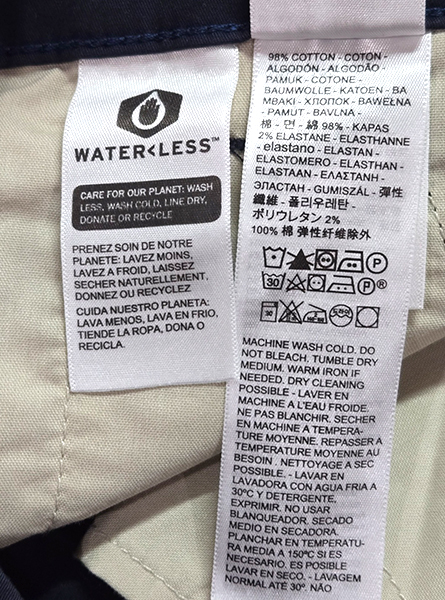 WATER<LESS™
CARE FOR OUR PLANET: WASH
LESS, WASH COLD, LINE DRY,
DONATE OR RECYCLE
PRENEZ SOIN DE NOTRE
PLANETE: LAVEZ MOINS,
LAVEZ A FROID, LAISSEZ
SECHER NATURELLEMENT,
DONNEZ OU RECYCLEZ
CUIDA NUESTRO PLANETA:
LAVA MENOS, LAVA EN FRIO,
TIENDE LA ROPA, DONA O
RECICLA.
98% COTTON - COTON -
ALGODÓN - ALGODÃO -
PAMUK - COTONE -
BAUMWOLLE - KATOEN - BA
MBAKI - ХЛОПОК - BAWEŁNA
- PAMUT - BAVLNA -
棉 - 면 - 綿 98% - KAPAS
2% ELASTANE - ELASTHANNE
- elastano - ELASTAN -
ELASTOMERO - ELASTHAN -
ELASTAAN - ΕΛΑΣΤΑΝΗ -
ЭЛАСТАН - GUMISZÁL - 彈性
纖維 - 폴리우레탄 -
ポリウレタン 2%
100% 棉 弹性纤维除外
P
30 P ®
30
MACHINE WASH COLD. DO
NOT BLEACH. TUMBLE DRY
MEDIUM. WARM IRON IF
NEEDED. DRY CLEANING
POSSIBLE - LAVER EN
MACHINE A L'EAU FROIDE.
NE PAS BLANCHIR. SECHER
EN MACHINE A TEMPERA-
TURE MOYENNE. REPASSER A
TEMPERATURE MOYENNE AU
BESOIN . NETTOYAGE A SEC
POSSIBLE. - LAVAR EN
LAVADORA CON AGUA FRIA A
30ºC Y DETERGENTE,
EXPRIMIR. NO USAR
BLANQUEADOR. SECADO
MEDIO EN SECADORA.
PLANCHAR EN TEMPERATU-
RA MEDIA A 150ºC SI ES
NECESARIO. ES POSIBLE
LAVAR EN SECO. - LAVAGEM
NORMAL ATÉ 30º. NÃO